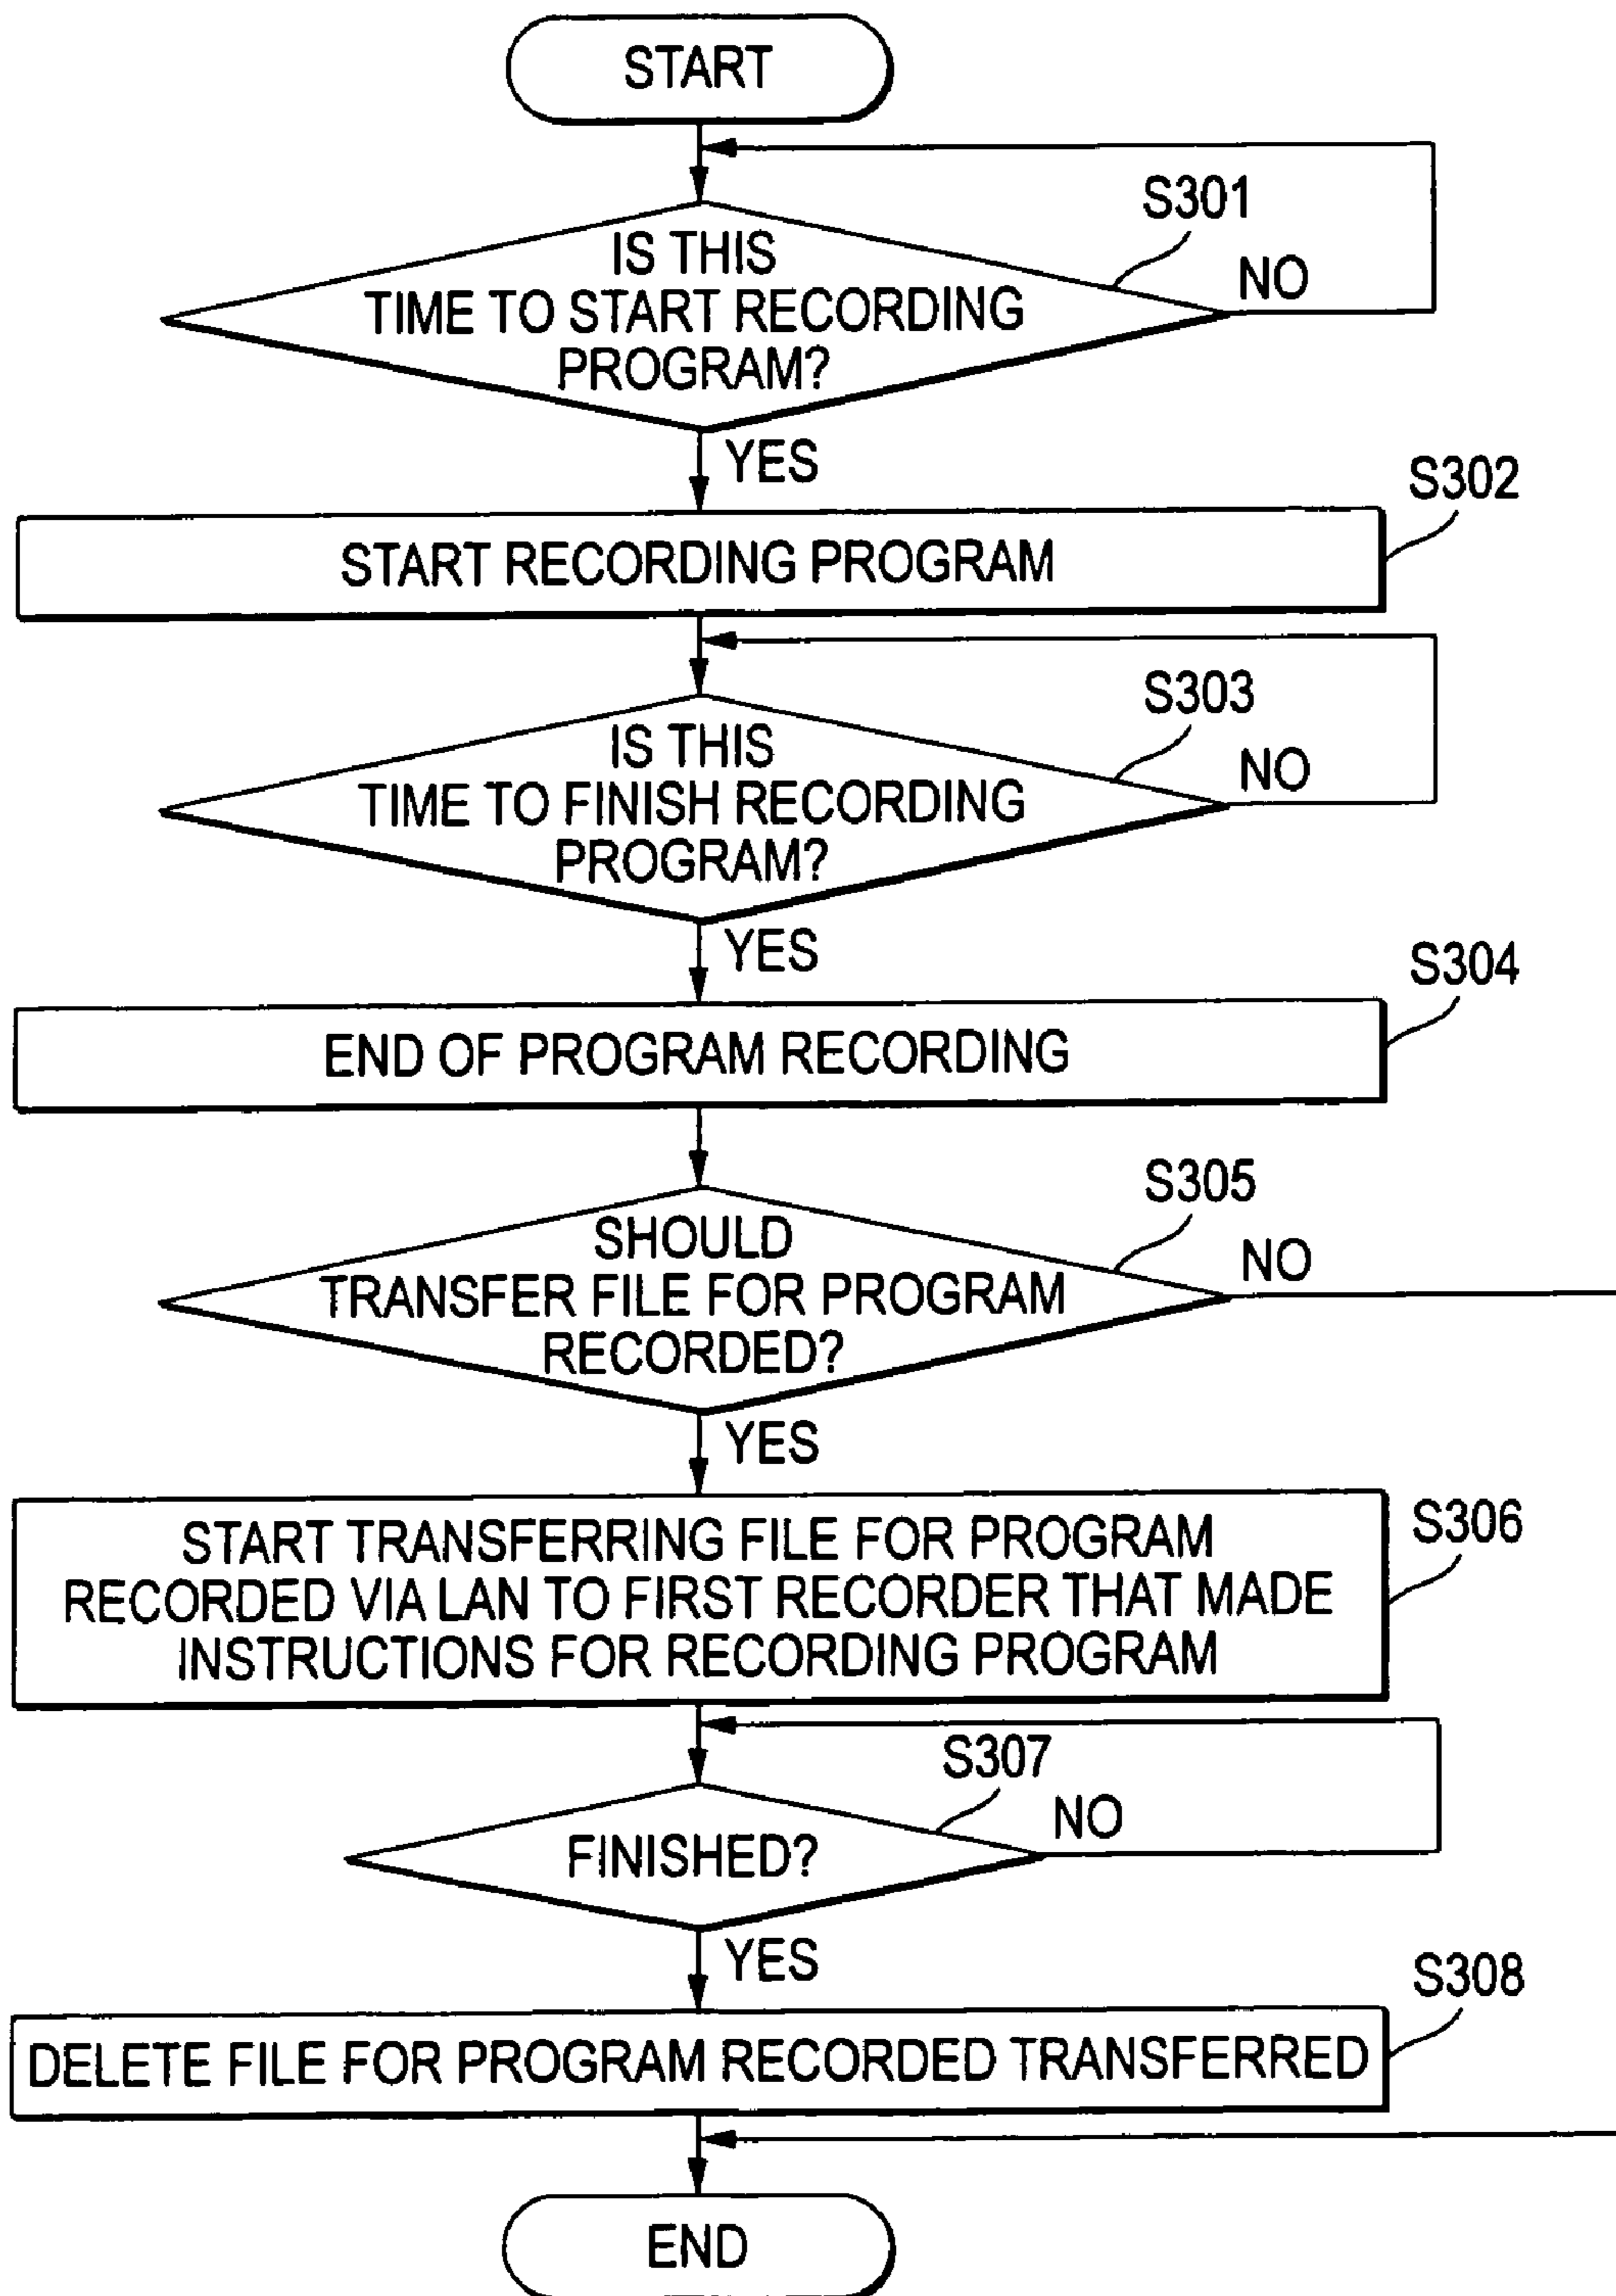 START
S301
IS THIS
TIME TO START RECORDING
PROGRAM?
NO
YES
S302
START RECORDING PROGRAM
S303
IS THIS
TIME TO FINISH RECORDING
PROGRAM?
NO
YES
S304
END OF PROGRAM RECORDING
S305
SHOULD
TRANSFER FILE FOR PROGRAM
RECORDED?
NO
YES
S306
START TRANSFERRING FILE FOR PROGRAM
RECORDED VIA LAN TO FIRST RECORDER THAT MADE
INSTRUCTIONS FOR RECORDING PROGRAM
S307
FINISHED?
NO
YES
S308
DELETE FILE FOR PROGRAM RECORDED TRANSFERRED
END